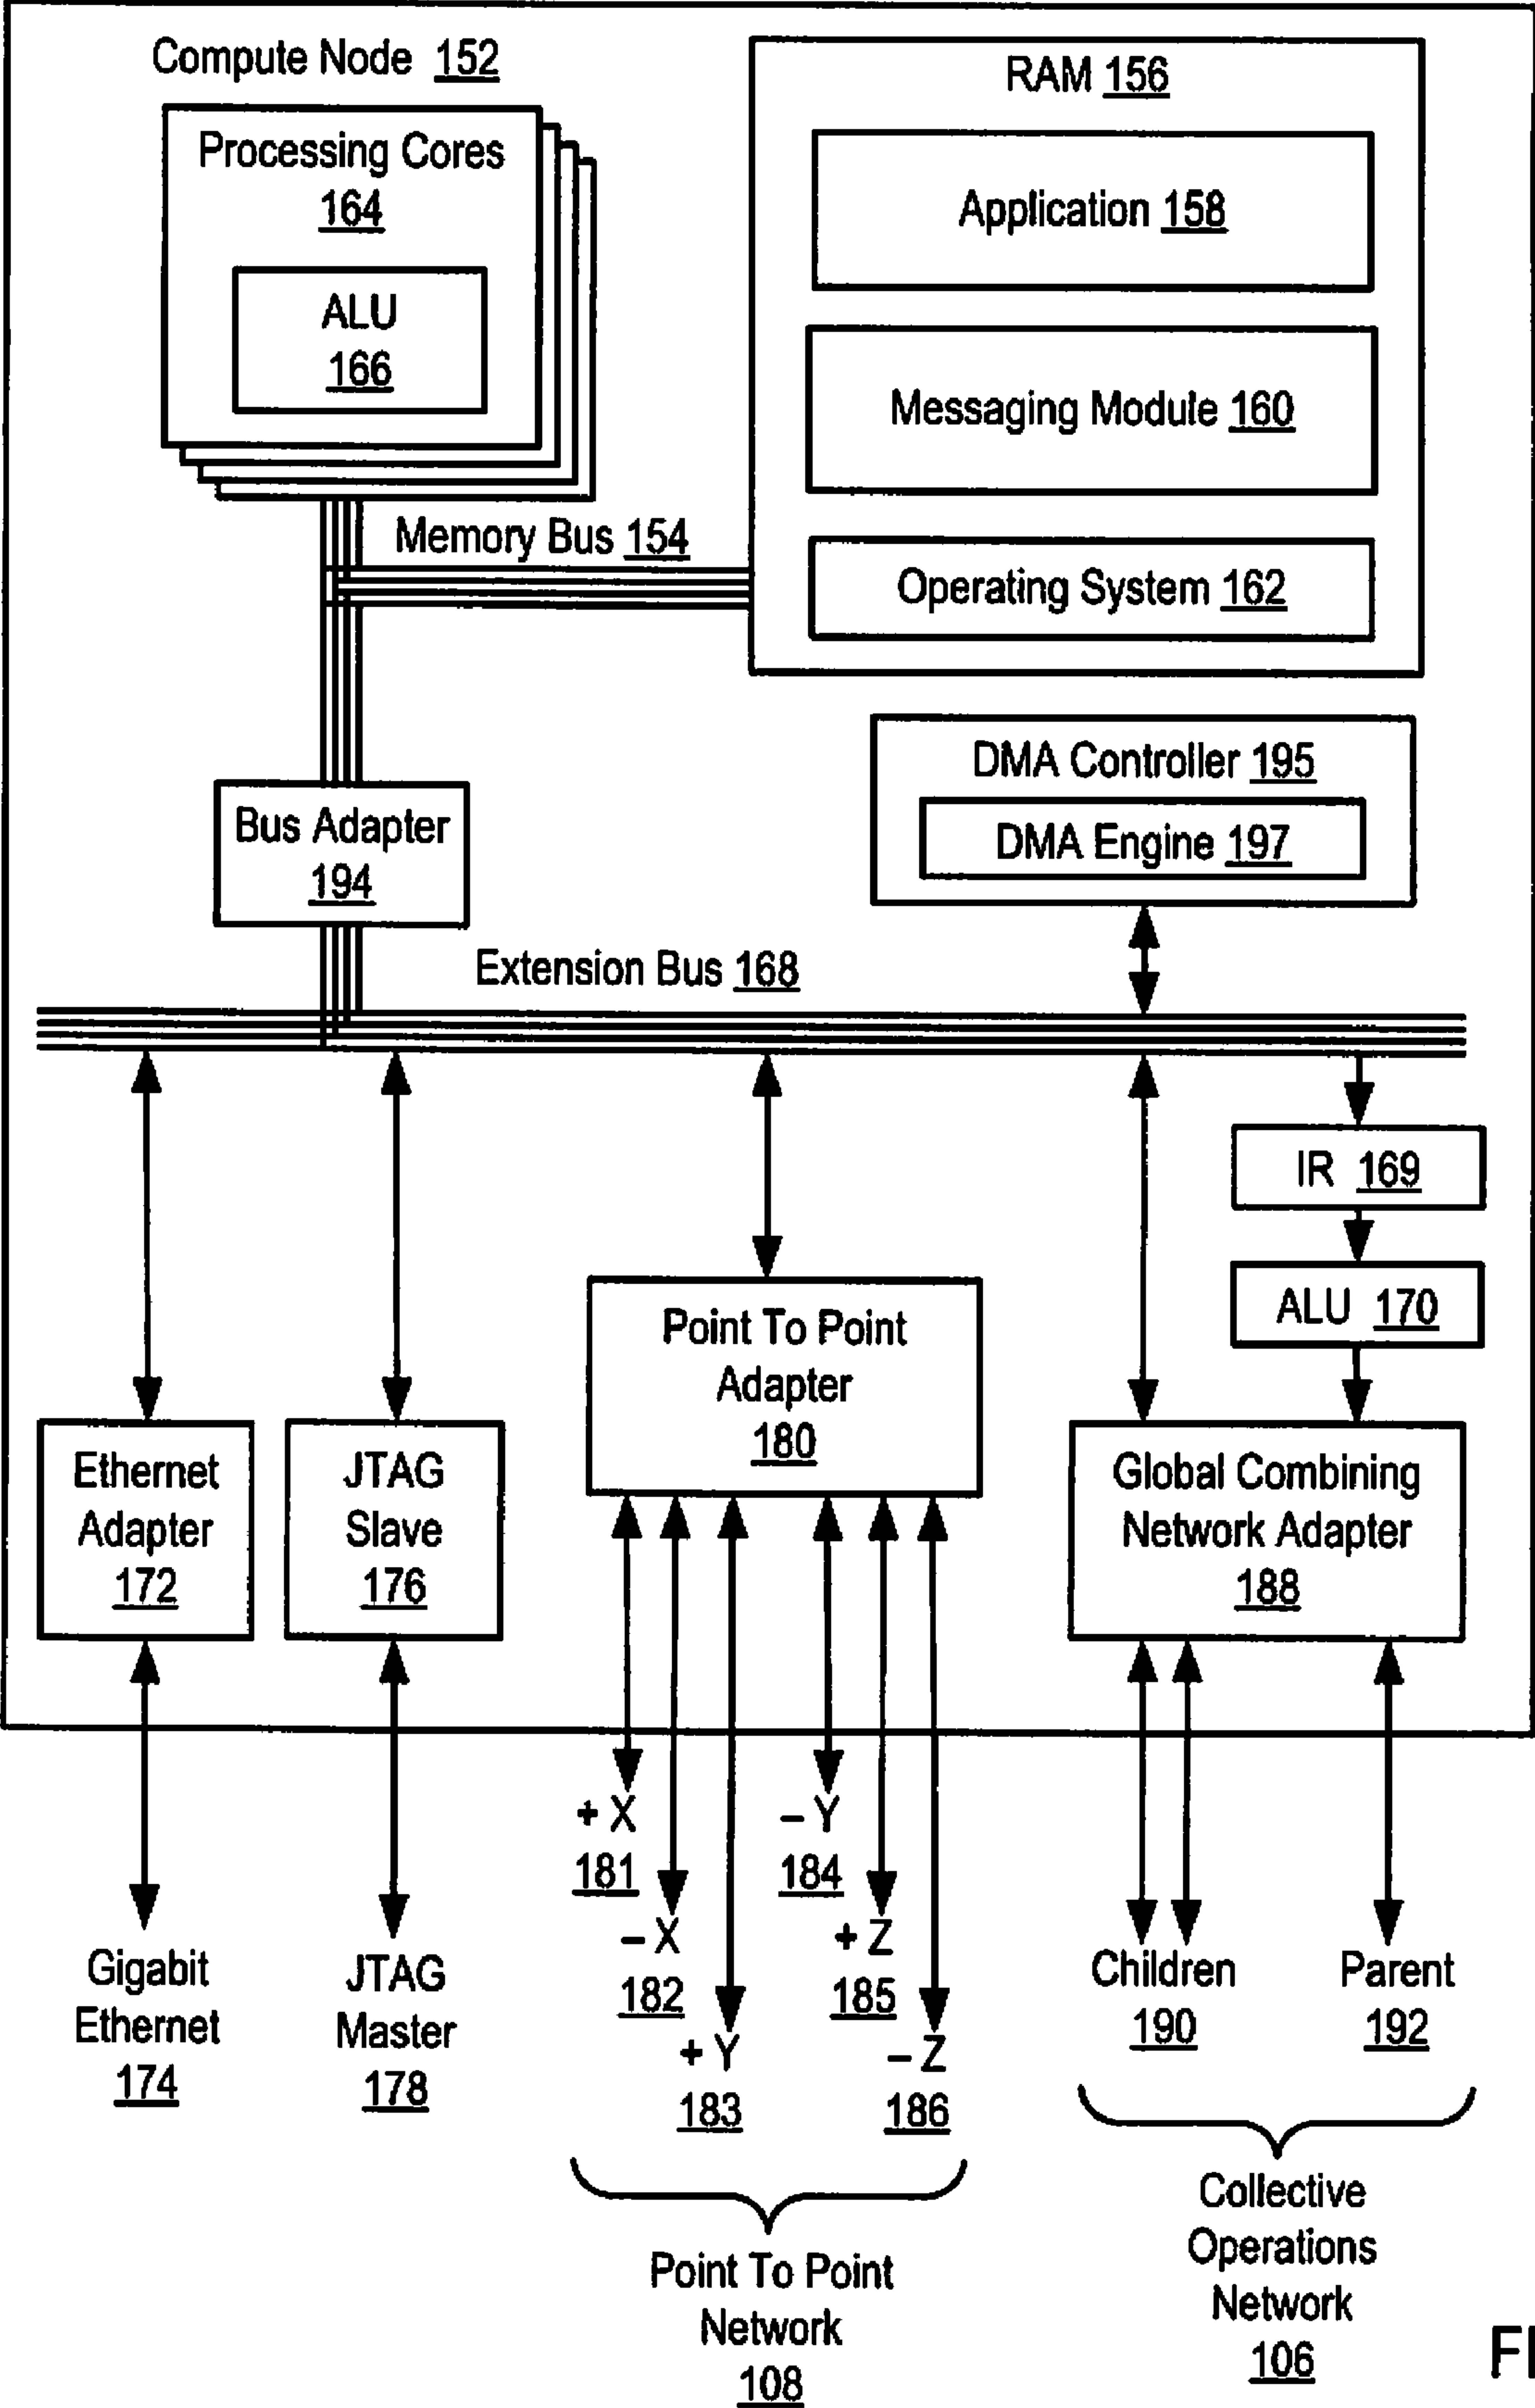 Compute Node 152
Processing Cores
164
ALU
166
RAM 156
Application 158
Messaging Module 160
Operating System 162
Memory Bus 154
DMA Controller 195
DMA Engine 197
Bus Adapter
194
Extension Bus 168
IR 169
ALU 170
Point To Point
Adapter
180
Ethernet
Adapter
172
JTAG
Slave
176
Global Combining
Network Adapter
188
+ X
181
– X
182
+ Y
183
– Y
184
+ Z
185
– Z
186
Gigabit
Ethernet
174
JTAG
Master
178
Children
190
Parent
192
Point To Point
Network
108
Collective
Operations
Network
106